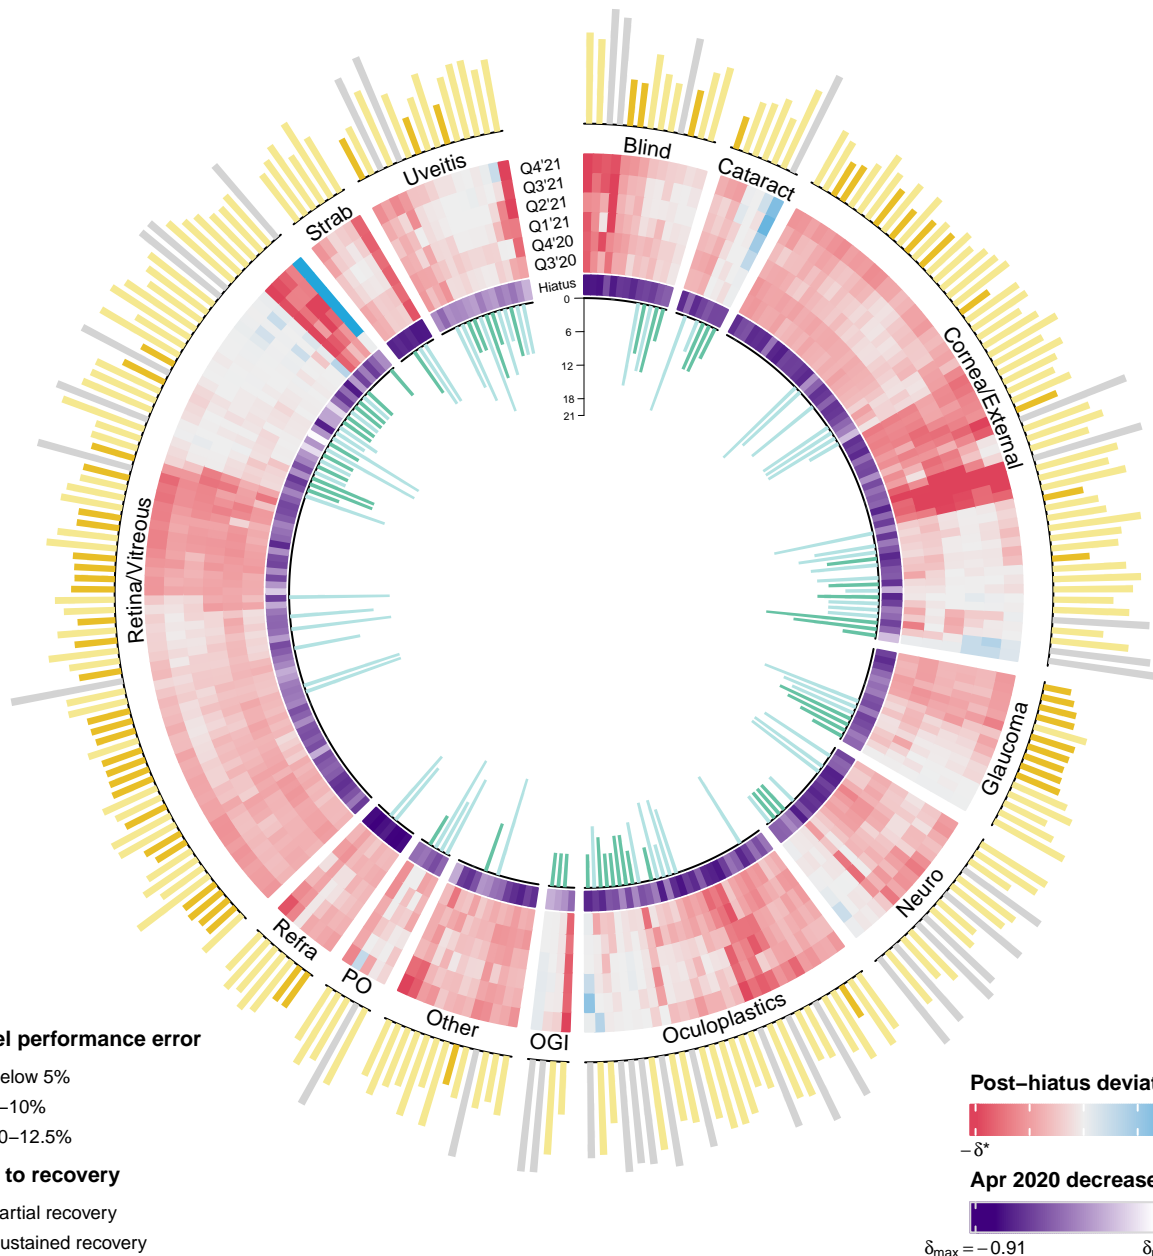 Blind
Cataract
Cornea/External
Glaucoma
Neuro
Oculoplastics
OGI
Other
PO
Refra
Retina/Vitreous
Strab
Uveitis
Q4'21
Q3'21
Q2'21
Q1'21
Q4'20
Q3'20
Hiatus
0
6
12
18
21
el performance error
elow 5%
–10%
0–12.5%
to recovery
artial recovery
ustained recovery
Post–hiatus deviat
−δ*
Apr 2020 decrease
δmax = −0.91